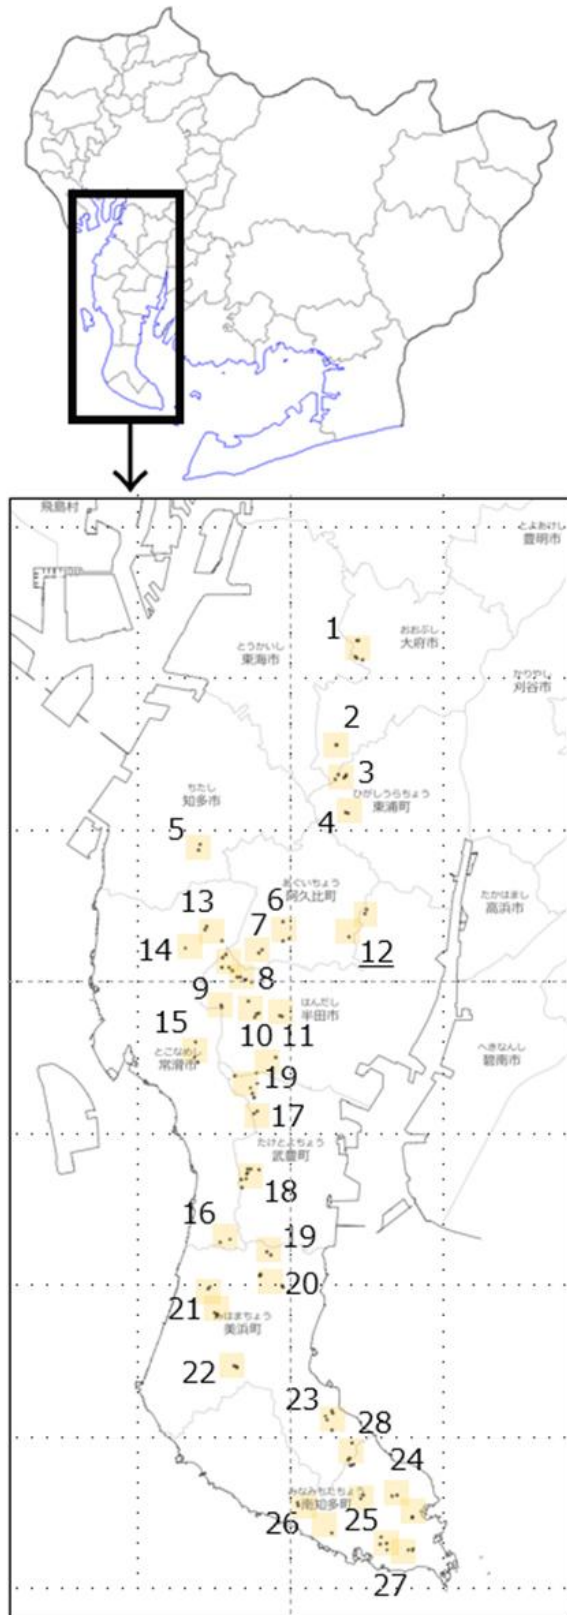 飛島村
とよあけし
豊明市
1
おおぶし
大府市
とうかいし
東海市
かりやし
刈谷市
2
3
ちたし
知多市
ひがしうらちょう
東浦町
4
5
あぐいちょう
阿久比町
たかはまし
高浜市
6
13
7
14
12
8
9
はんだし
半田市
10
11
15
とこなめし
常滑市
へきなんし
碧南市
19
17
たけとよちょう
武豊町
18
16
19
20
21
みはまちょう
美浜町
22
23
28
24
みなみちたちょう
南知多町
25
26
27